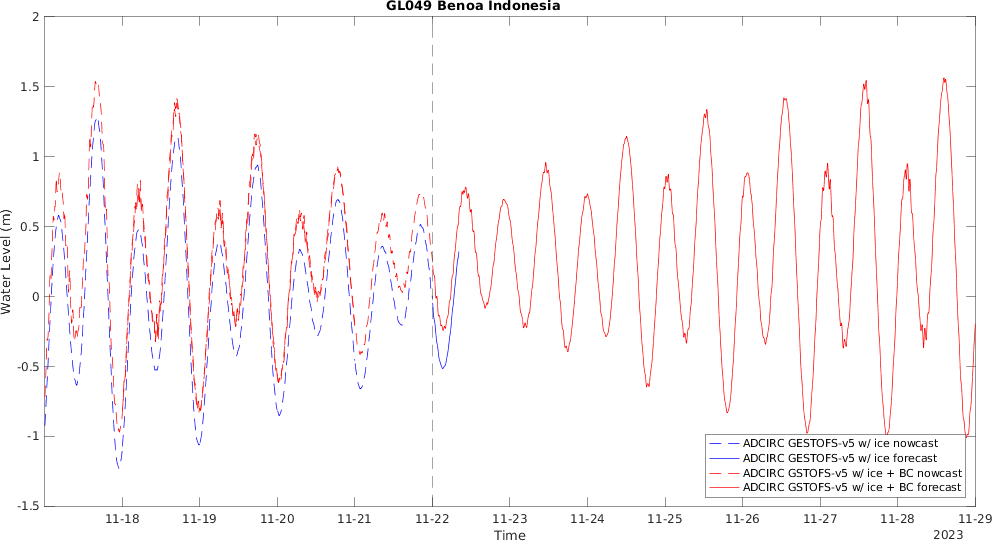 GL049 Benoa Indonesia
2
1.5
1
0.5
0
-0.5
-1
-1.5
Water Level (m)
ADCIRC GESTOFS-v5 w/ ice nowcast
ADCIRC GESTOFS-v5 w/ ice forecast
ADCIRC GSTOFS-v5 w/ ice + BC nowcast
ADCIRC GSTOFS-v5 w/ ice + BC forecast
11-18 11-19 11-20 11-21 11-22 11-23 11-24 11-25 11-26 11-27 11-28 11-29
Time
2023